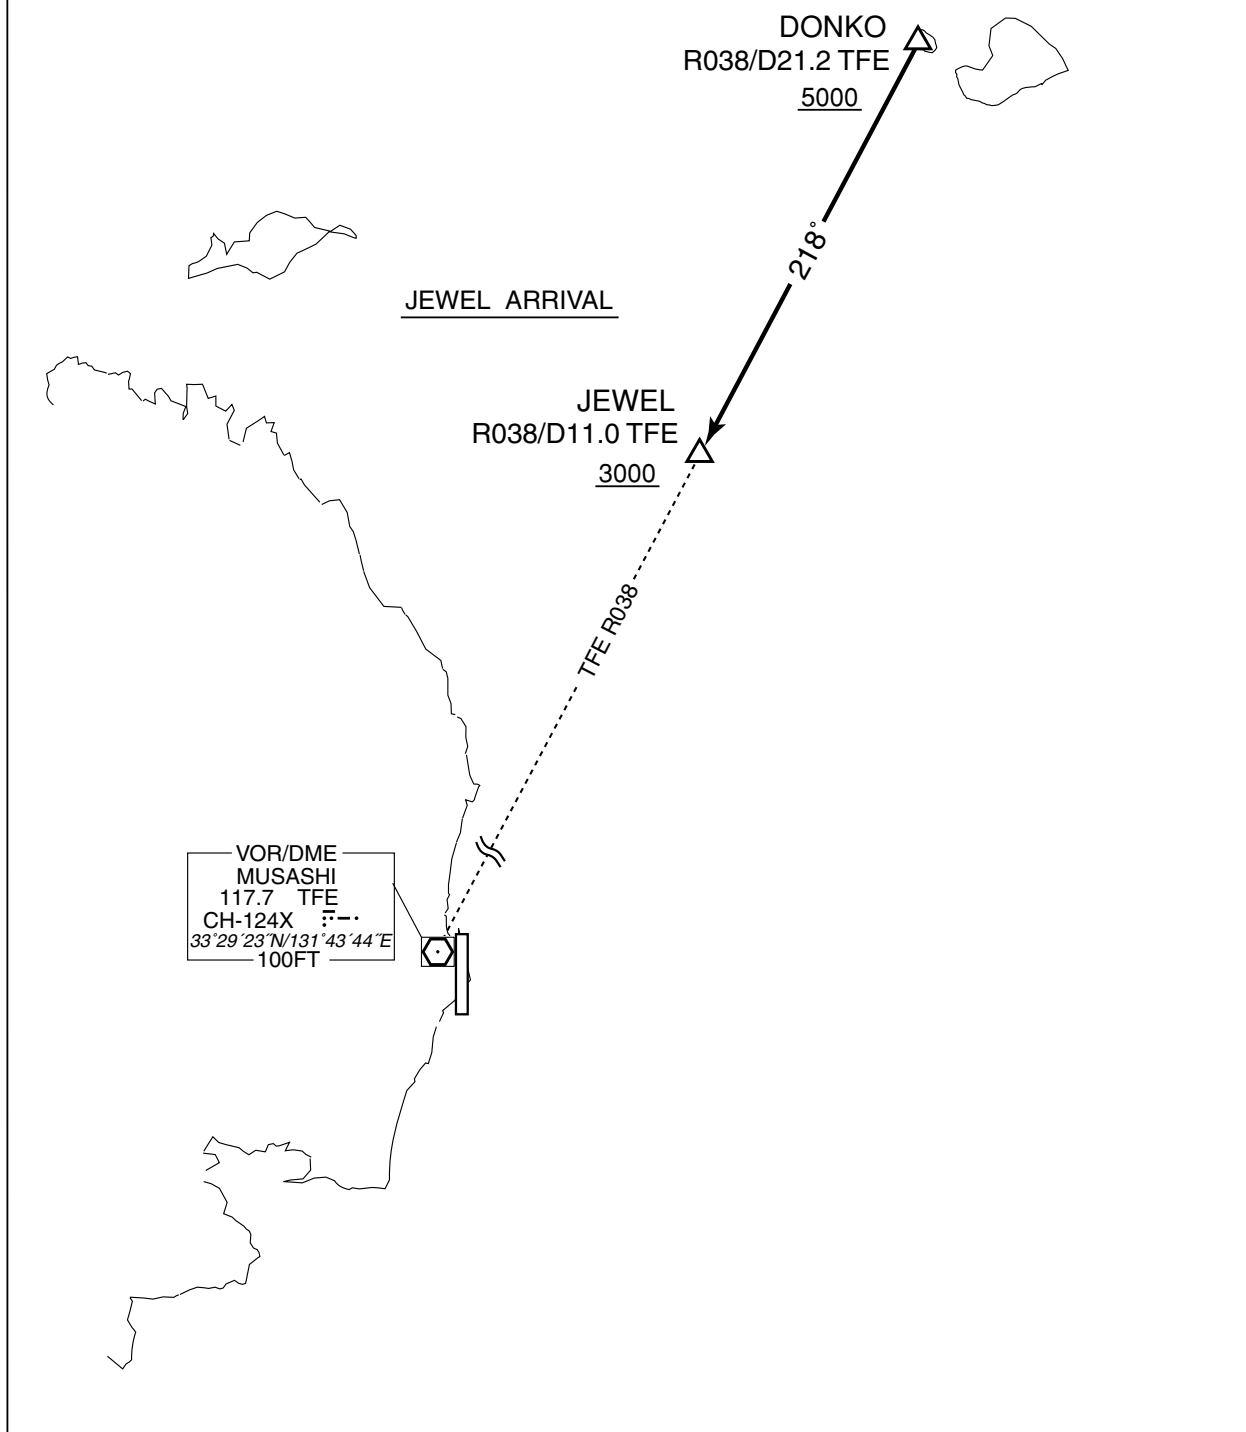 DONKO
R038/D21.2 TFE
5000
218°
JEWEL ARRIVAL
JEWEL
R038/D11.0 TFE
3000
TFE R038
VOR/DME
MUSASHI
117.7 TFE
CH-124X
33°29′23″N/131°43′44″E
100FT